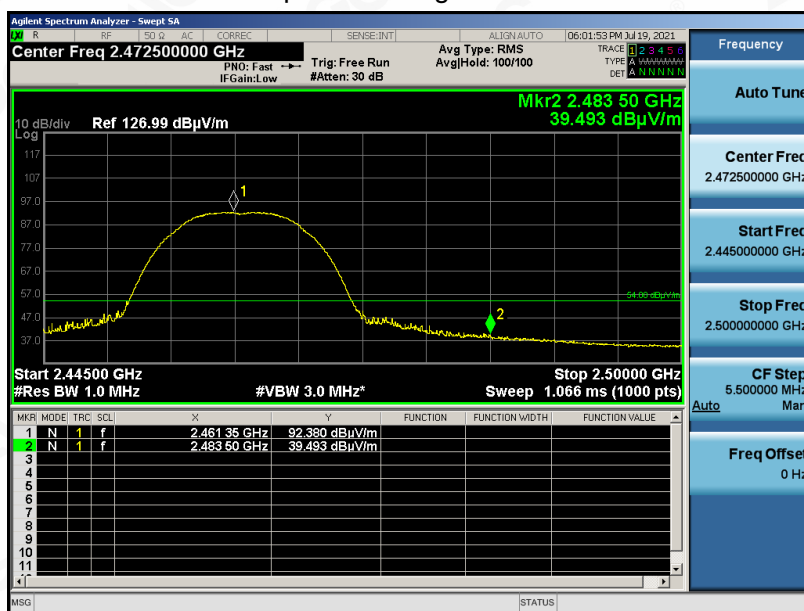 Agilent Spectrum Analyzer - Swept SA
LXI R RF 50 Ω AC CORREC SENSE:INT ALIGN AUTO 06:01:53 PM Jul 19, 2021
Center Freq 2.472500000 GHz
PNO: Fast
IFGain:Low
Trig: Free Run
#Atten: 30 dB
Avg Type: RMS
Avg|Hold: 100/100
TRACE 1 2 3 4 5 6
TYPE A
DET A N N N N N
Mkr2 2.483 50 GHz
39.493 dBµV/m
10 dB/div
Log
Ref 126.99 dBµV/m
117
107
97.0
87.0
77.0
67.0
57.0
47.0
37.0
1
2
54.00 dBµV/m
Start 2.44500 GHz Stop 2.50000 GHz
#Res BW 1.0 MHz #VBW 3.0 MHz* Sweep 1.066 ms (1000 pts)
MKR MODE TRC SCL X Y FUNCTION FUNCTION WIDTH FUNCTION VALUE
1 N 1 f 2.461 35 GHz 92.380 dBµV/m
2 N 1 f 2.483 50 GHz 39.493 dBµV/m
3
4
5
6
7
8
9
10
11
MSG STATUS
Frequency
Auto Tune
Center Freq
2.472500000 GHz
Start Freq
2.445000000 GHz
Stop Freq
2.500000000 GHz
CF Step
5.500000 MHz
Auto Man
Freq Offset
0 Hz